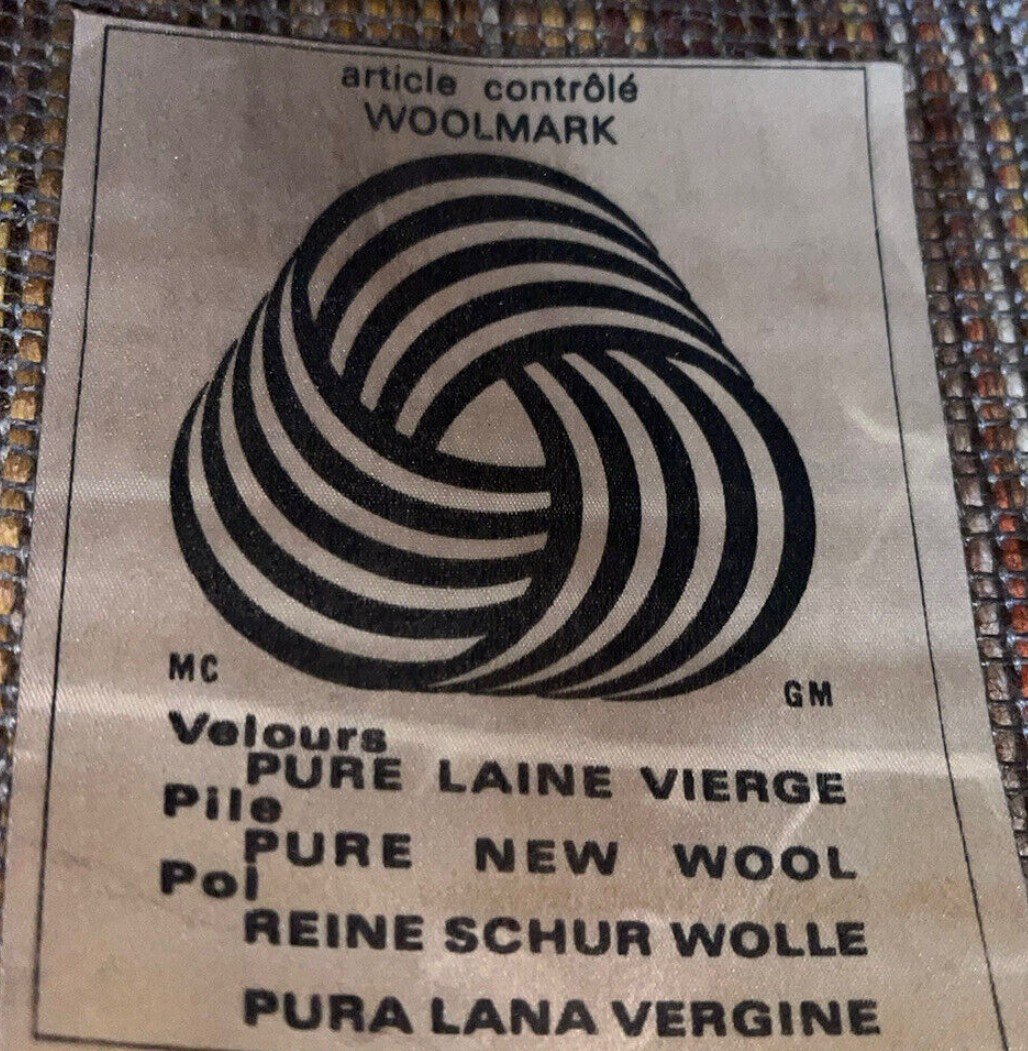 article contrôlé
WOOLMARK
MC
GM
Velours
PURE LAINE VIERGE
Pile
PURE NEW WOOL
Pol
REINE SCHUR WOLLE
PURA LANA VERGINE